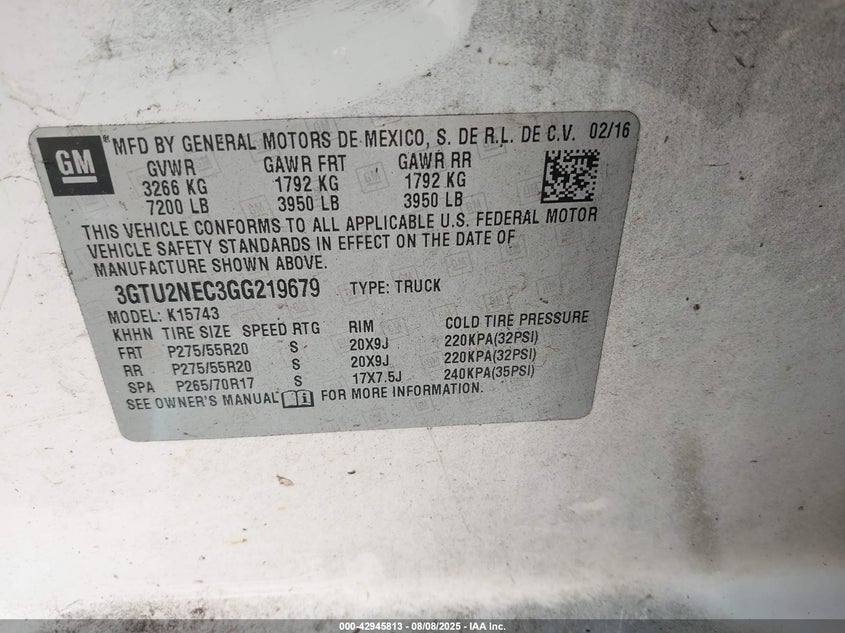 GM
® MFD BY GENERAL MOTORS DE MEXICO, S. DE R.L. DE C.V. 02/16
GVWR GAWR FRT GAWR RR
3266 KG 1792 KG 1792 KG
7200 LB 3950 LB 3950 LB
THIS VEHICLE CONFORMS TO ALL APPLICABLE U.S. FEDERAL MOTOR
VEHICLE SAFETY STANDARDS IN EFFECT ON THE DATE OF
MANUFACTURE SHOWN ABOVE.
3GTU2NEC3GG219679 TYPE: TRUCK
MODEL: K15743
KHHN TIRE SIZE SPEED RTG RIM COLD TIRE PRESSURE
FRT P275/55R20 S 20X9J 220KPA(32PSI)
RR P275/55R20 S 20X9J 220KPA(32PSI)
SPA P265/70R17 S 17X7.5J 240KPA(35PSI)
SEE OWNER'S MANUAL i FOR MORE INFORMATION.
000-42945813 - 08/08/2025 - IAA Inc.